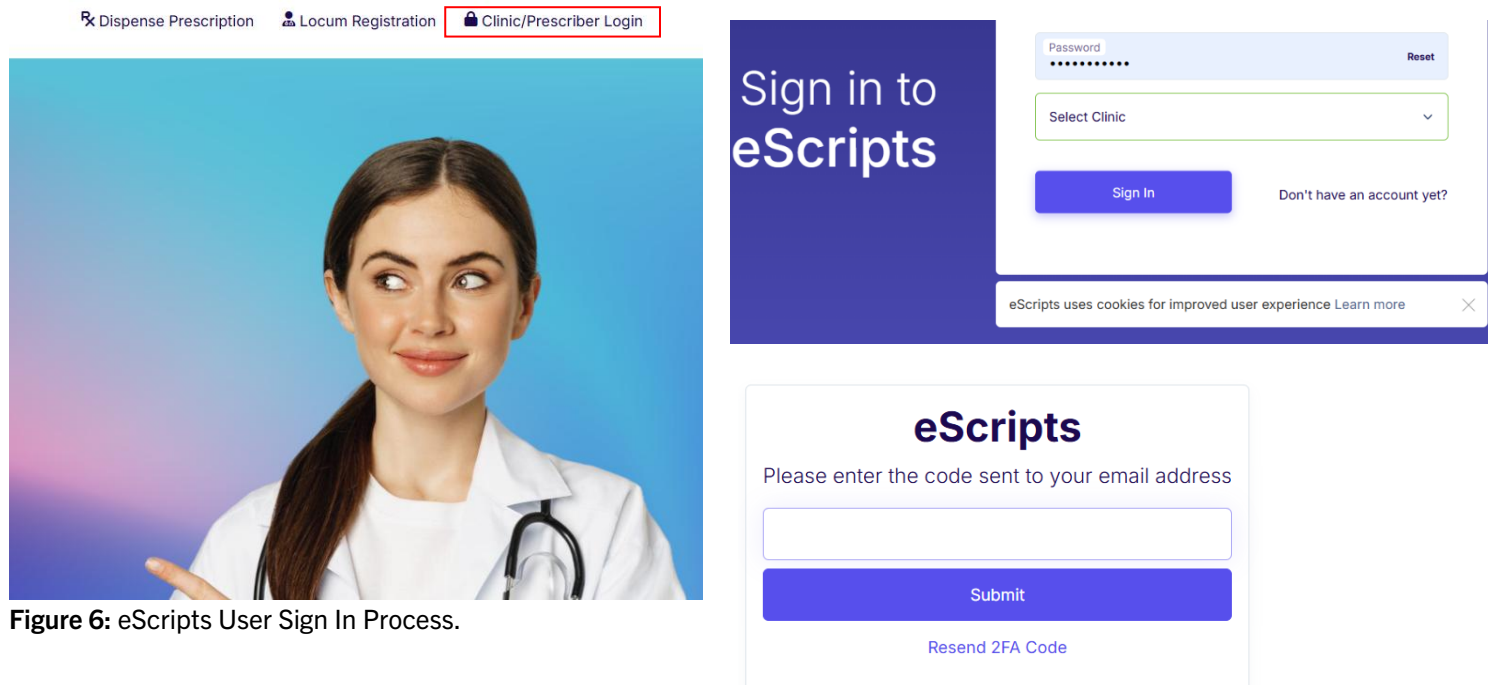 Dispense Prescription Locum Registration Clinic/Prescriber Login
Figure 6: eScripts User Sign In Process.
Sign in to
eScripts
Password
•••••••••••
Reset
Select Clinic
Sign In
Don't have an account yet?
eScripts uses cookies for improved user experience Learn more
eScripts
Please enter the code sent to your email address
Submit
Resend 2FA Code